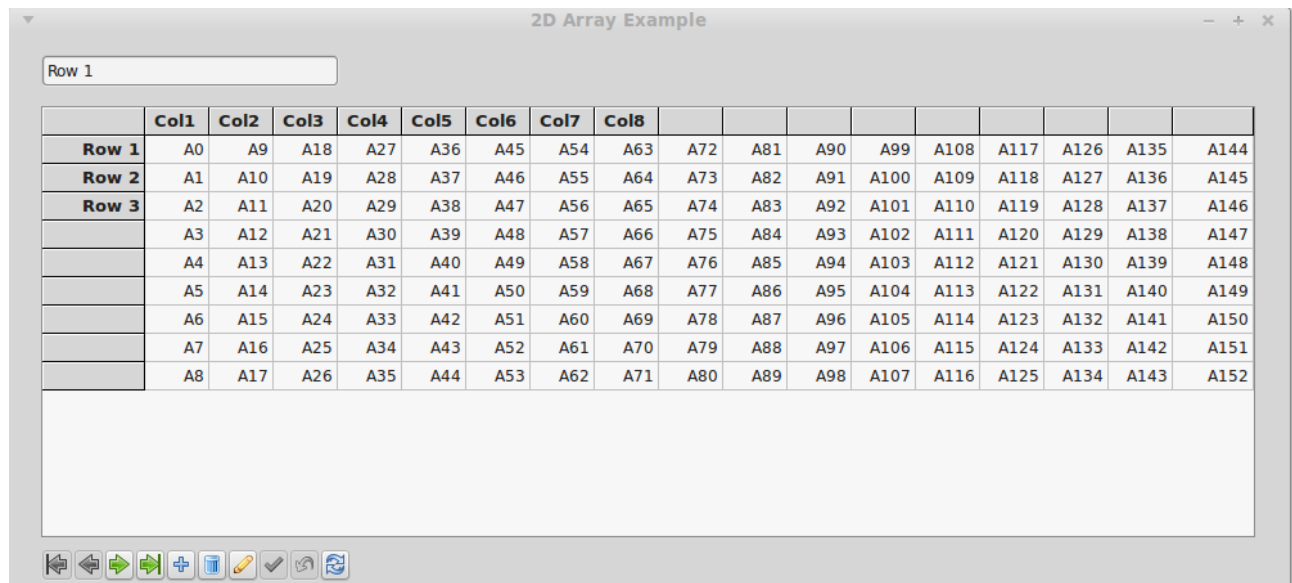 2D Array Example
Row 1
Col1 Col2 Col3 Col4 Col5 Col6 Col7 Col8
Row 1 A0 A9 A18 A27 A36 A45 A54 A63 A72 A81 A90 A99 A108 A117 A126 A135 A144
Row 2 A1 A10 A19 A28 A37 A46 A55 A64 A73 A82 A91 A100 A109 A118 A127 A136 A145
Row 3 A2 A11 A20 A29 A38 A47 A56 A65 A74 A83 A92 A101 A110 A119 A128 A137 A146
A3 A12 A21 A30 A39 A48 A57 A66 A75 A84 A93 A102 A111 A120 A129 A138 A147
A4 A13 A22 A31 A40 A49 A58 A67 A76 A85 A94 A103 A112 A121 A130 A139 A148
A5 A14 A23 A32 A41 A50 A59 A68 A77 A86 A95 A104 A113 A122 A131 A140 A149
A6 A15 A24 A33 A42 A51 A60 A69 A78 A87 A96 A105 A114 A123 A132 A141 A150
A7 A16 A25 A34 A43 A52 A61 A70 A79 A88 A97 A106 A115 A124 A133 A142 A151
A8 A17 A26 A35 A44 A53 A62 A71 A80 A89 A98 A107 A116 A125 A134 A143 A152